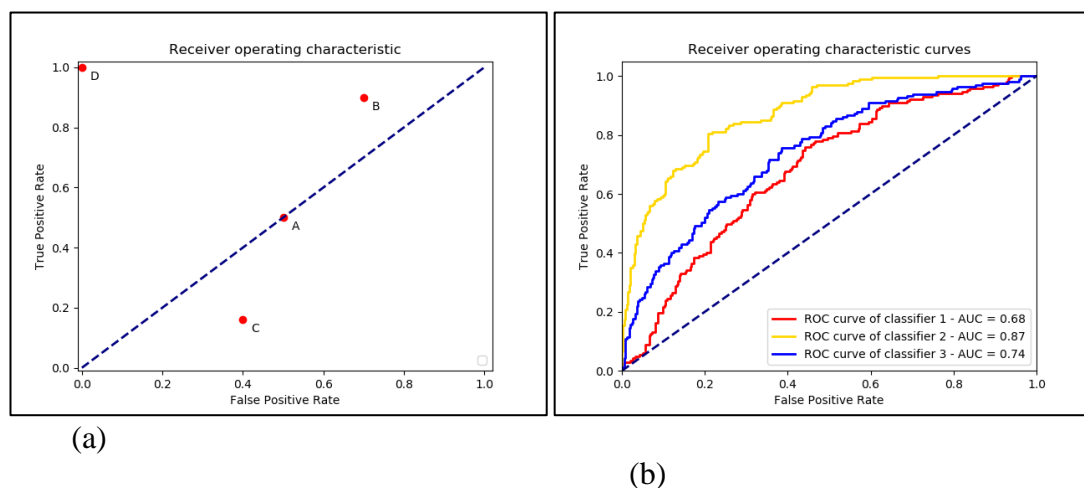 Receiver operating characteristic
1.0
0.8
0.6
0.4
0.2
0.0
True Positive Rate
D
B
A
C
0.0 0.2 0.4 0.6 0.8 1.0
False Positive Rate
(a)
Receiver operating characteristic curves
1.0
0.8
0.6
0.4
0.2
0.0
True Positive Rate
ROC curve of classifier 1 - AUC = 0.68
ROC curve of classifier 2 - AUC = 0.87
ROC curve of classifier 3 - AUC = 0.74
0.0 0.2 0.4 0.6 0.8 1.0
False Positive Rate
(b)